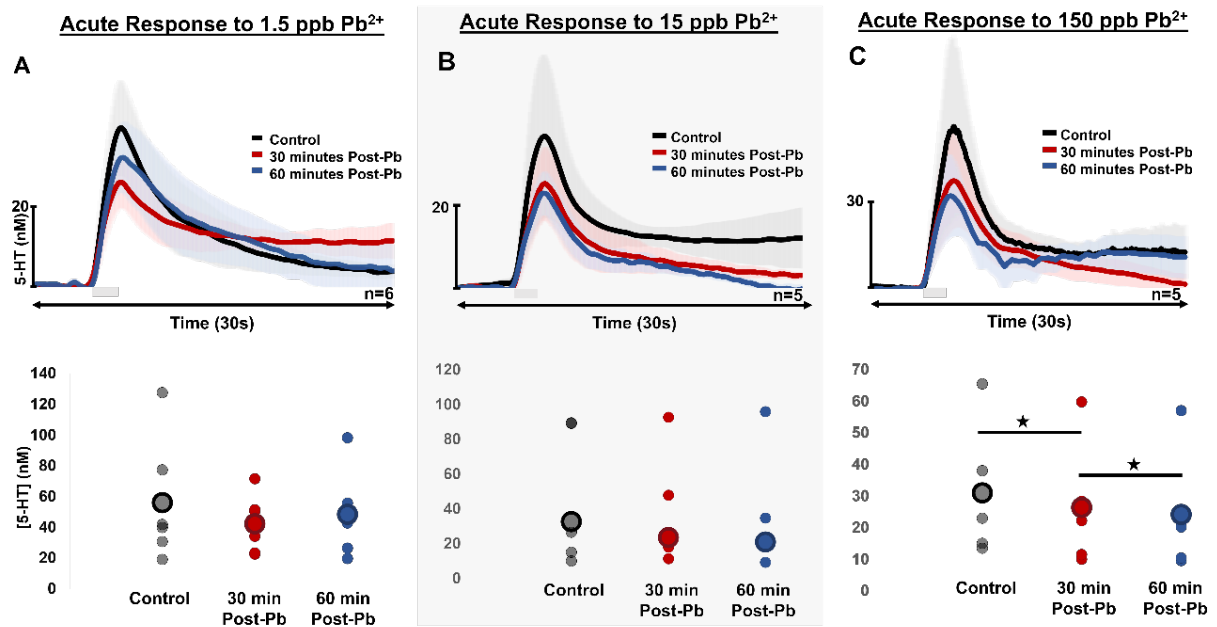 Acute Response to 1.5 ppb Pb²⁺
A
Control
30 minutes Post-Pb
60 minutes Post-Pb
20
5-HT (nM)
n=6
Time (30s)
140
120
100
80
60
40
20
0
[5-HT] (nM)
Control
30 min
Post-Pb
60 min
Post-Pb
Acute Response to 15 ppb Pb²⁺
B
Control
30 minutes Post-Pb
60 minutes Post-Pb
20
n=5
Time (30s)
120
100
80
60
40
20
0
Control
30 min
Post-Pb
60 min
Post-Pb
Acute Response to 150 ppb Pb²⁺
C
Control
30 minutes Post-Pb
60 minutes Post-Pb
30
n=5
Time (30s)
70
60
50
40
30
20
10
0
★
★
Control
30 min
Post-Pb
60 min
Post-Pb